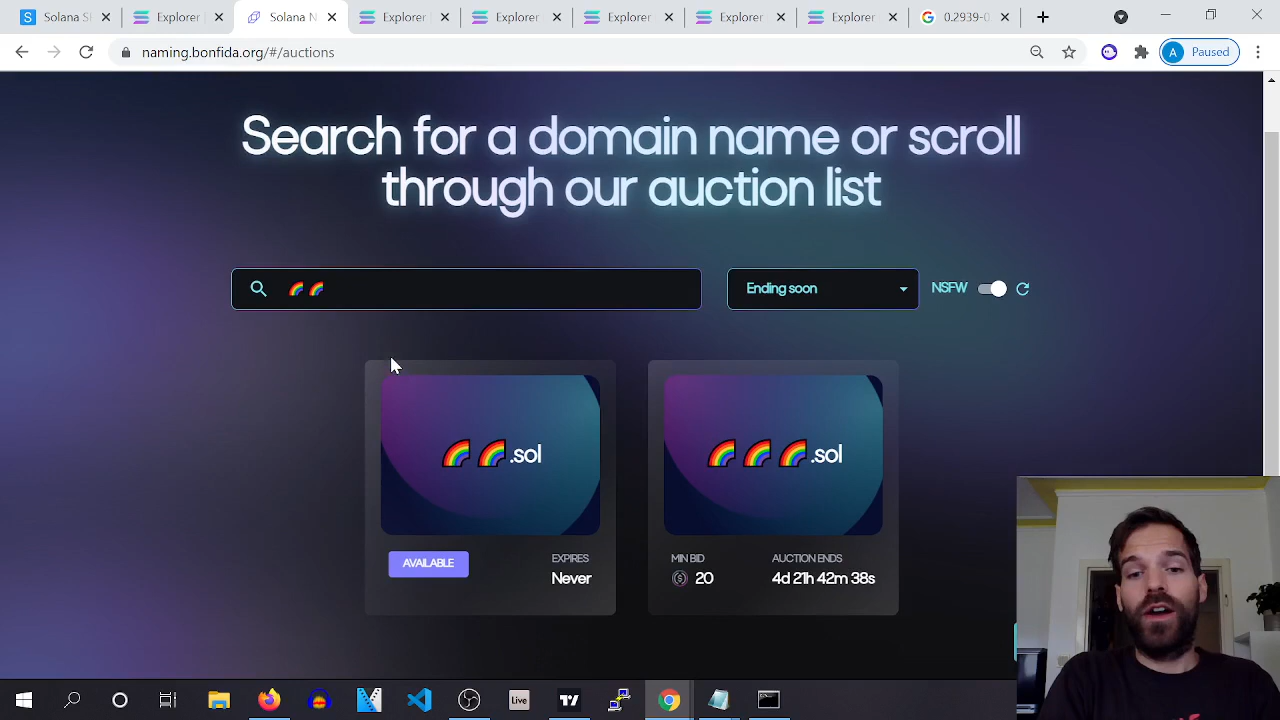 Solana S
Explorer
Solana N
Explorer
Explorer
Explorer
Explorer
Explorer
0.2939-0.
naming.bonfida.org/#/auctions
A Paused
Search for a domain name or scroll
through our auction list
🌈🌈
Ending soon
NSFW
🌈🌈.sol
🌈🌈🌈.sol
AVAILABLE
EXPIRES
Never
MIN BID
20
AUCTION ENDS
4d 21h 42m 38s
live